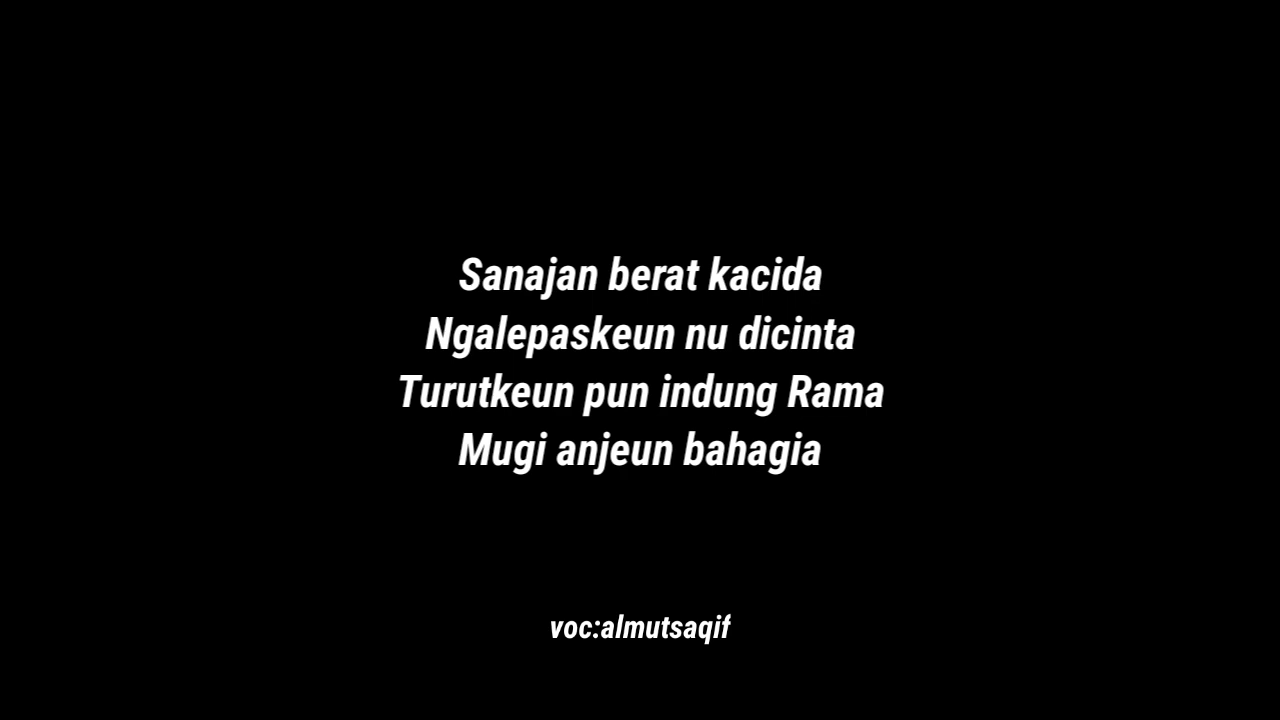 Sanajan berat kacida
Ngalepaskeun nu dicinta
Turutkeun pun indung Rama
Mugi anjeun bahagia
voc:almutsaqif